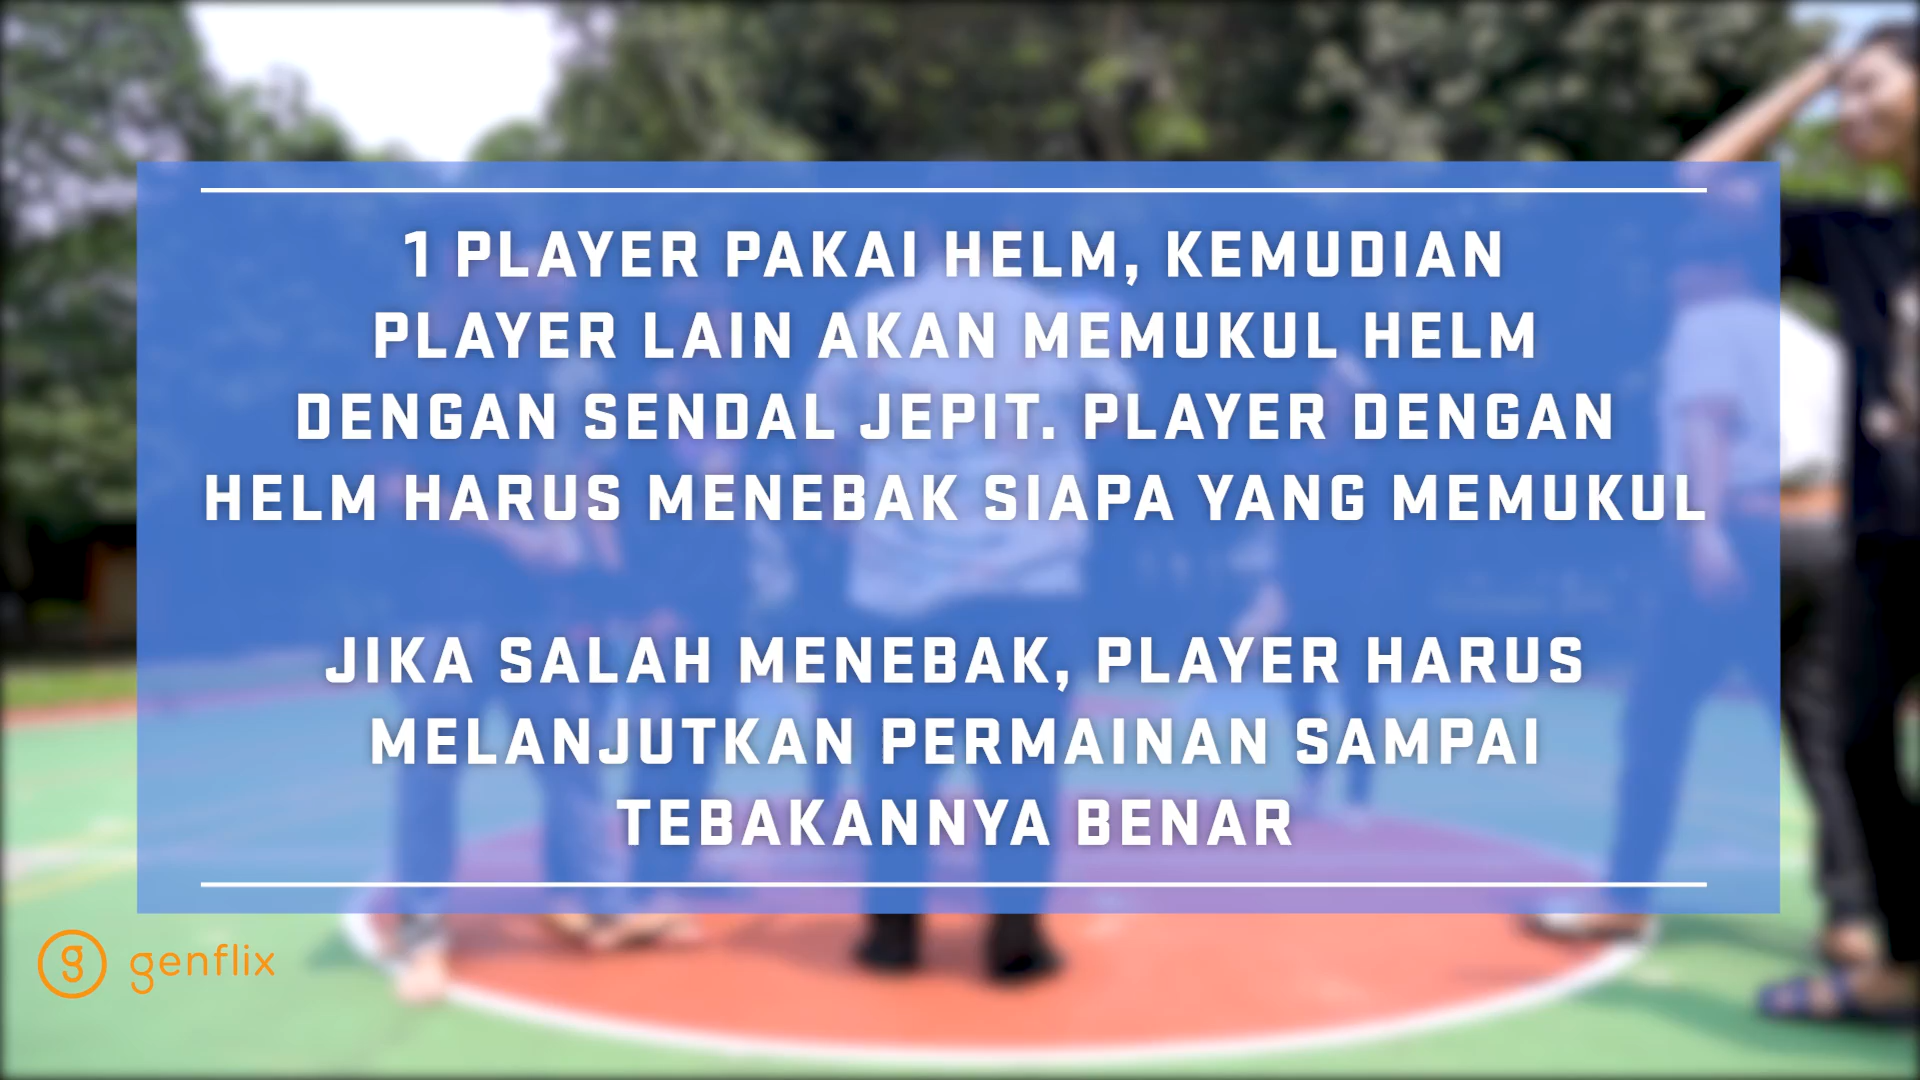 1 PLAYER PAKAI HELM, KEMUDIAN
PLAYER LAIN AKAN MEMUKUL HELM
DENGAN SENDAL JEPIT. PLAYER DENGAN
HELM HARUS MENEBAK SIAPA YANG MEMUKUL
JIKA SALAH MENEBAK, PLAYER HARUS
MELANJUTKAN PERMAINAN SAMPAI
TEBAKANNYA BENAR
g genflix